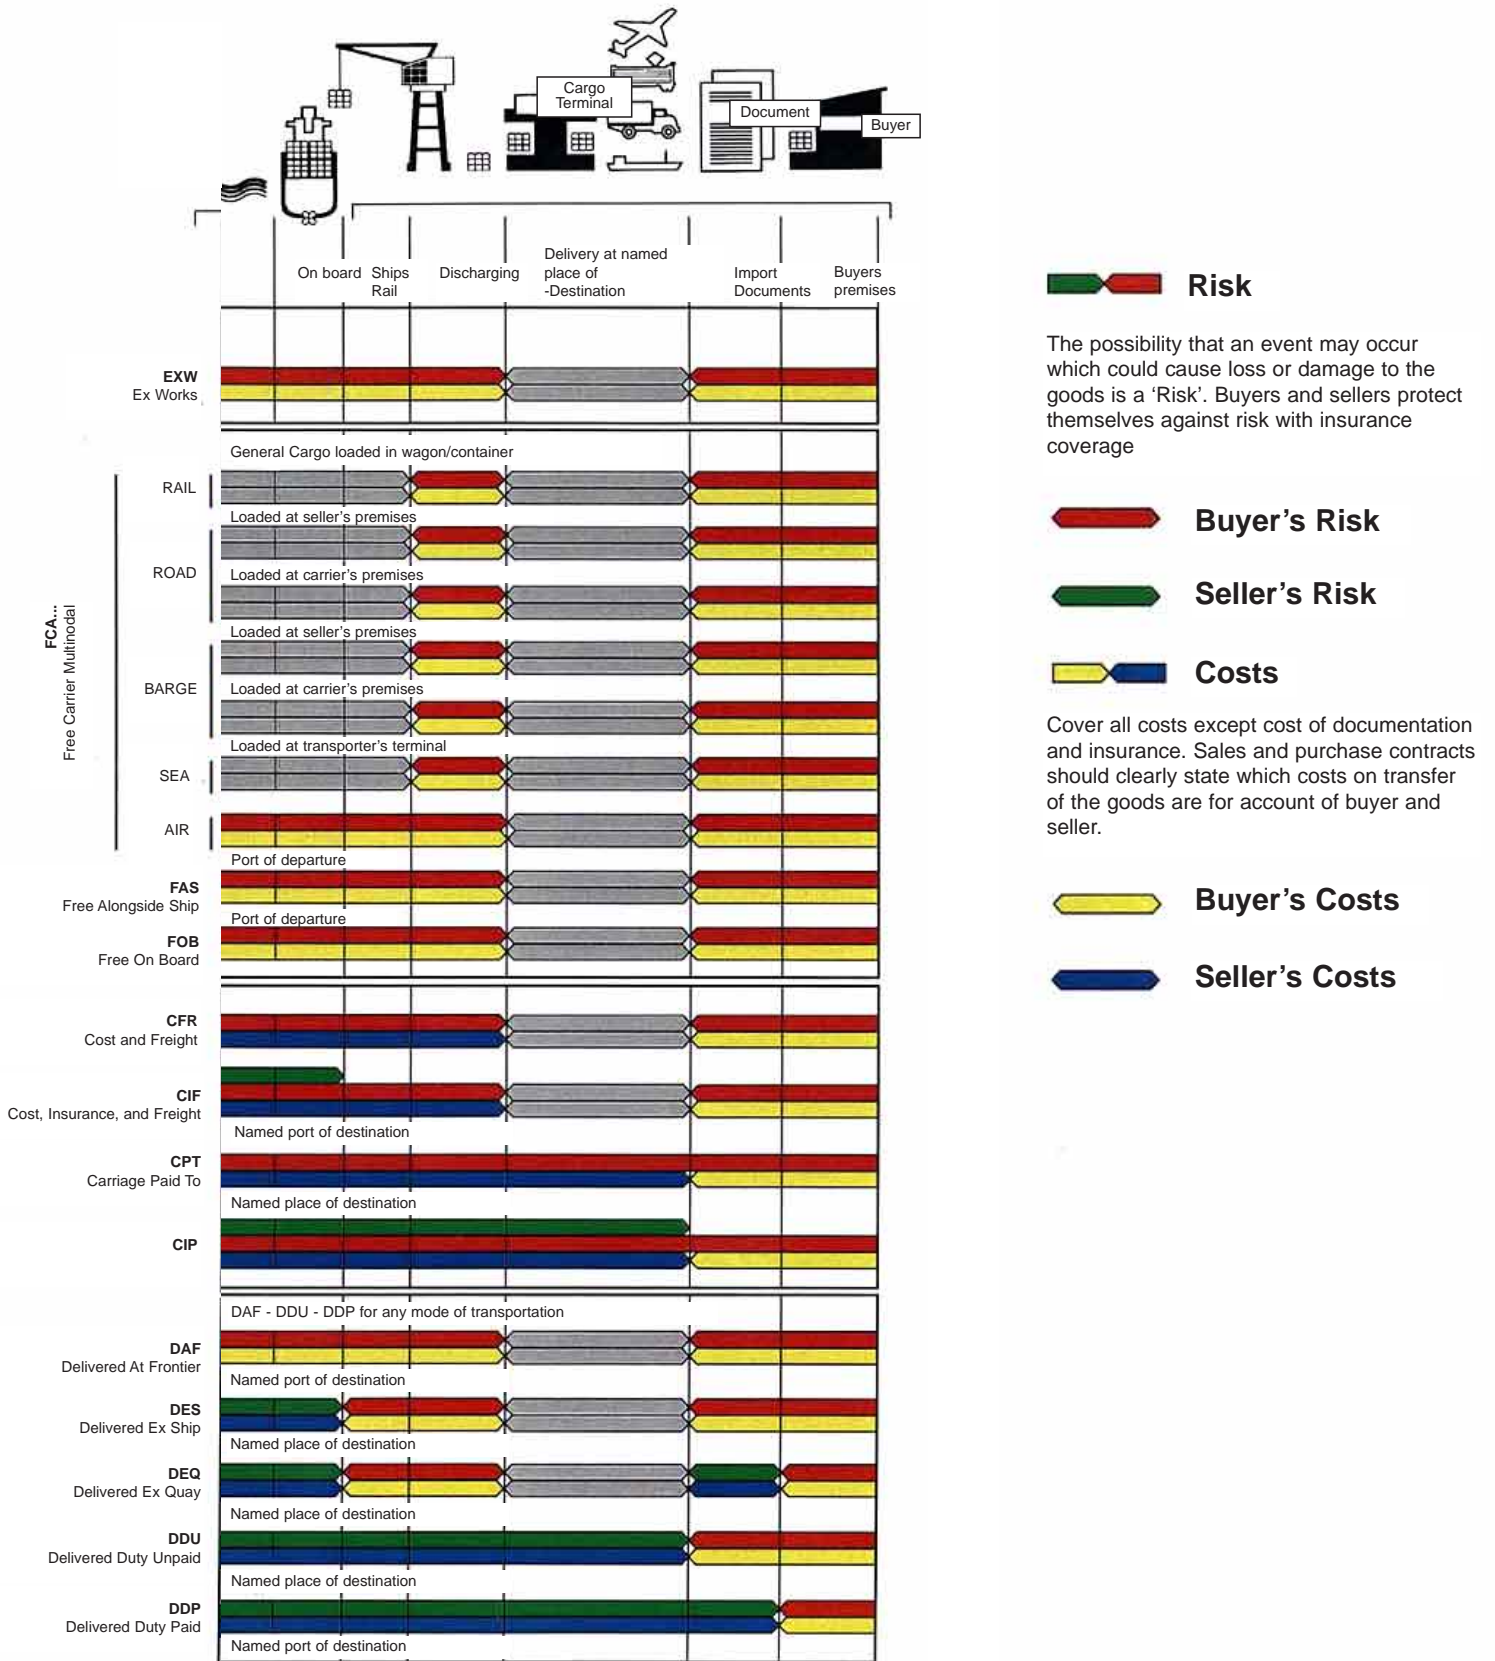 Cargo
Terminal
Document
Buyer
On board
Ships
Rail
Discharging
Delivery at named
place of
-Destination
Import
Documents
Buyers
premises
EXW
Ex Works
General Cargo loaded in wagon/container
RAIL
Loaded at seller's premises
ROAD
Loaded at carrier's premises
Loaded at seller's premises
BARGE
Loaded at carrier's premises
Loaded at transporter's terminal
SEA
AIR
FCA...
Free Carrier Multinodal
Port of departure
FAS
Free Alongside Ship
Port of departure
FOB
Free On Board
CFR
Cost and Freight
CIF
Cost, Insurance, and Freight
Named port of destination
CPT
Carriage Paid To
Named place of destination
CIP
DAF - DDU - DDP for any mode of transportation
DAF
Delivered At Frontier
Named port of destination
DES
Delivered Ex Ship
Named place of destination
DEQ
Delivered Ex Quay
Named place of destination
DDU
Delivered Duty Unpaid
Named place of destination
DDP
Delivered Duty Paid
Named port of destination
Risk
The possibility that an event may occur
which could cause loss or damage to the
goods is a ‘Risk’. Buyers and sellers protect
themselves against risk with insurance
coverage
Buyer’s Risk
Seller’s Risk
Costs
Cover all costs except cost of documentation
and insurance. Sales and purchase contracts
should clearly state which costs on transfer
of the goods are for account of buyer and
seller.
Buyer’s Costs
Seller’s Costs